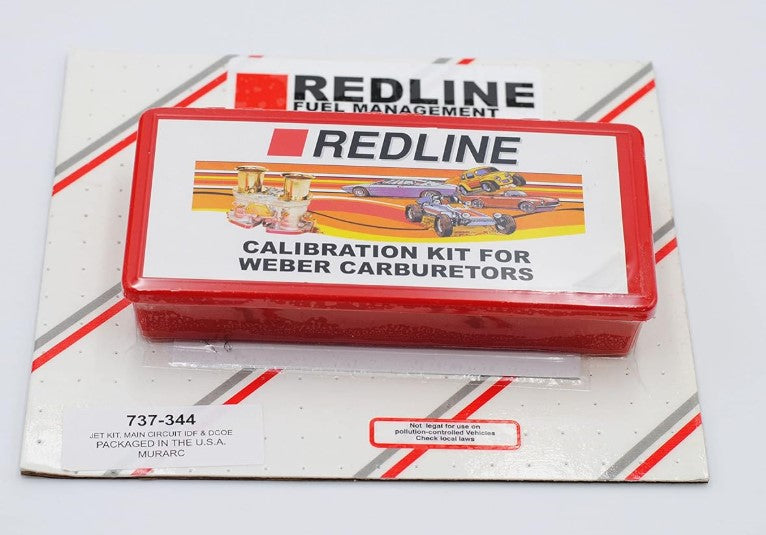 REDLINE
FUEL MANAGEMENT
REDLINE
CALIBRATION KIT FOR
WEBER CARBURETORS
737-344
JET KIT, MAIN CIRCUIT IDF & DCOE
PACKAGED IN THE U.S.A.
MURARC
Not legal for use on
pollution-controlled Vehicles
Check local laws